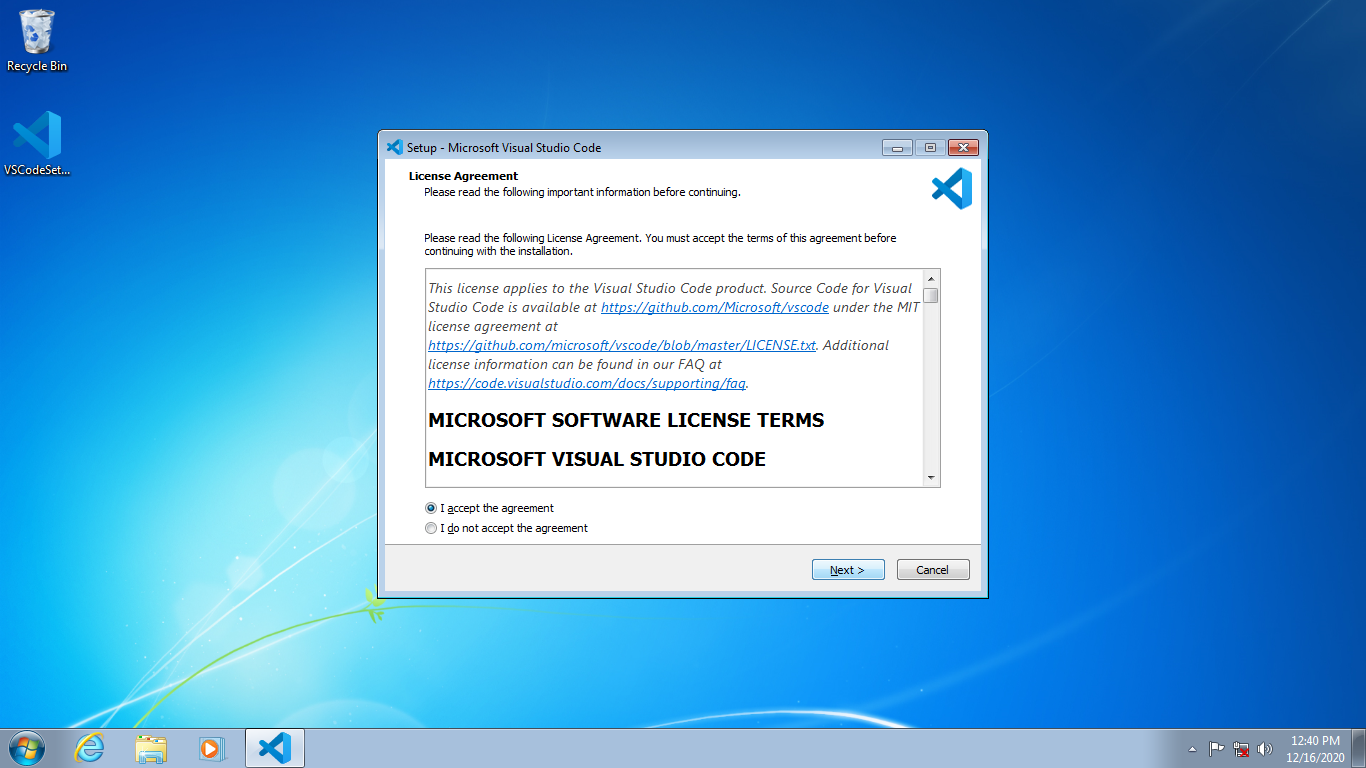 Recycle Bin
VSCodeSet...
Setup - Microsoft Visual Studio Code
License Agreement
Please read the following important information before continuing.
Please read the following License Agreement. You must accept the terms of this agreement before
continuing with the installation.
This license applies to the Visual Studio Code product. Source Code for Visual
Studio Code is available at https://github.com/Microsoft/vscode under the MIT
license agreement at
https://github.com/microsoft/vscode/blob/master/LICENSE.txt. Additional
license information can be found in our FAQ at
https://code.visualstudio.com/docs/supporting/faq.
MICROSOFT SOFTWARE LICENSE TERMS
MICROSOFT VISUAL STUDIO CODE
I accept the agreement
I do not accept the agreement
Next >
Cancel
12:40 PM
12/16/2020